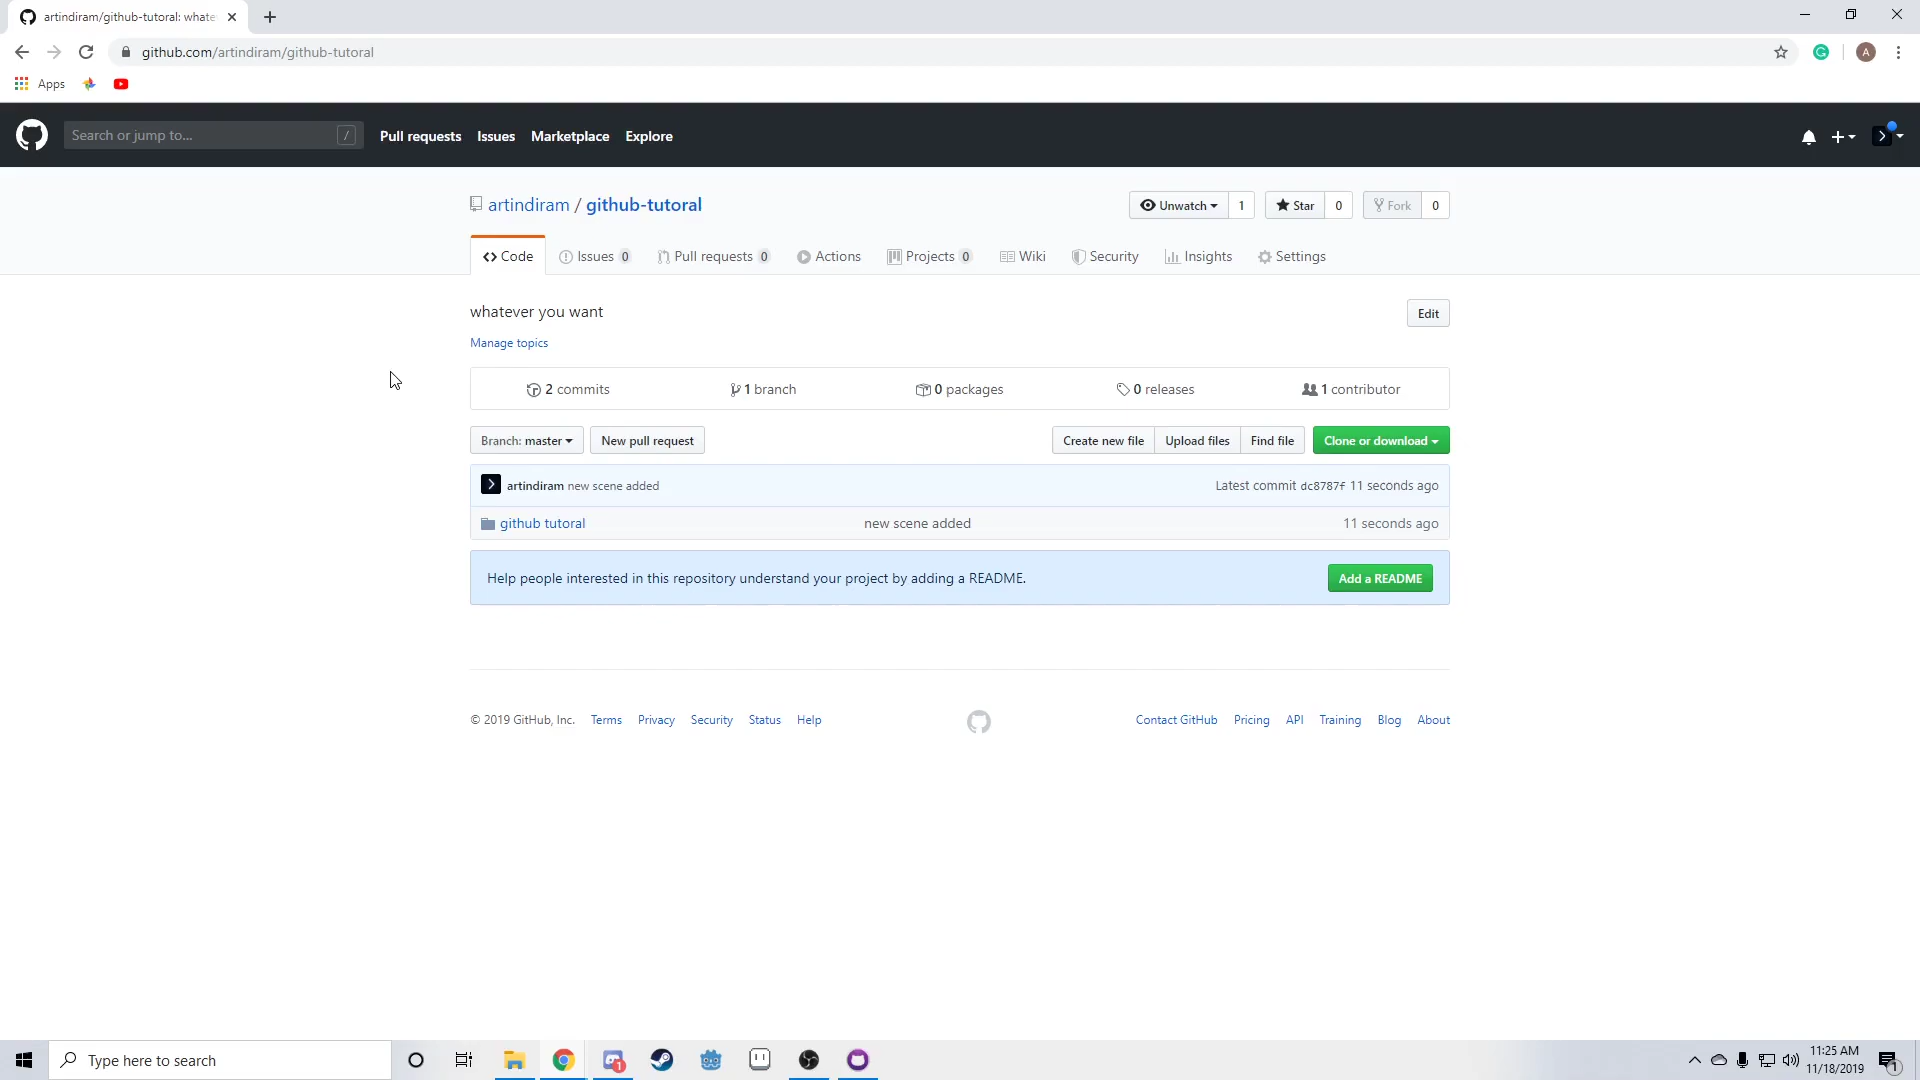 artindiram/github-tutoral: whate
github.com/artindiram/github-tutoral
A
Apps
Search or jump to...
/
Pull requests
Issues
Marketplace
Explore
artindiram / github-tutoral
Unwatch 1
Star 0
Fork 0
Code
Issues 0
Pull requests 0
Actions
Projects 0
Wiki
Security
Insights
Settings
whatever you want
Edit
Manage topics
2 commits
1 branch
0 packages
0 releases
1 contributor
Branch: master
New pull request
Create new file
Upload files
Find file
Clone or download
artindiram new scene added
Latest commit dc8787f 11 seconds ago
github tutoral
new scene added
11 seconds ago
Help people interested in this repository understand your project by adding a README.
Add a README
© 2019 GitHub, Inc.
Terms
Privacy
Security
Status
Help
Contact GitHub
Pricing
API
Training
Blog
About
Type here to search
1
11:25 AM
11/18/2019
1